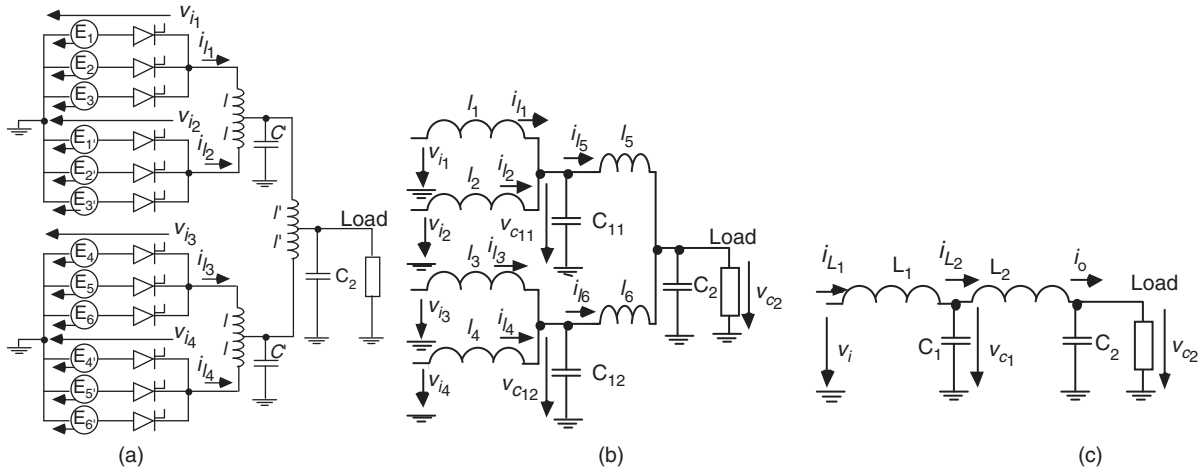 v_i1
E1
i_l1
E2
E3
l
l
C'
v_i2
E1'
i_l2
E2'
E3'
l'
l'
Load
C2
v_i3
E4
i_l3
E5
E6
l
l
C'
v_i4
E4'
i_l4
E5'
E6'
(a)
l1
i_l1
v_i1
i_l5
l5
l2
i_l2
v_i2
v_c11
C11
l3
i_l3
Load
C2
v_c2
v_i3
i_l6
l6
l4
i_l4
v_i4
v_c12
C12
(b)
i_L1
L1
i_L2
L2
i_o
Load
v_i
C1
v_c1
C2
v_c2
(c)